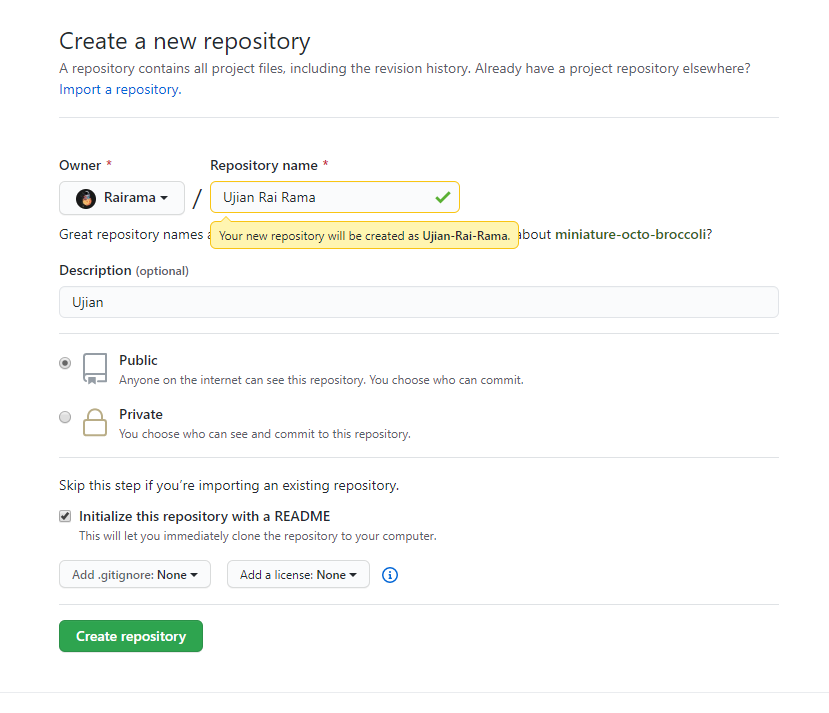 Create a new repository
A repository contains all project files, including the revision history. Already have a project repository elsewhere?
Import a repository.
Owner * Repository name *
Rairama / Ujian Rai Rama
Great repository names about miniature-octo-broccoli?
Your new repository will be created as Ujian-Rai-Rama.
Description (optional)
Ujian
Public
Anyone on the internet can see this repository. You choose who can commit.
Private
You choose who can see and commit to this repository.
Skip this step if you’re importing an existing repository.
Initialize this repository with a README
This will let you immediately clone the repository to your computer.
Add .gitignore: None Add a license: None
Create repository